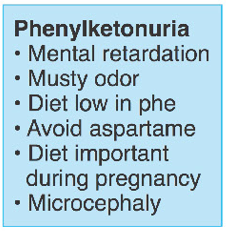 Phenylketonuria
• Mental retardation
• Musty odor
• Diet low in phe
• Avoid aspartame
• Diet important
during pregnancy
• Microcephaly